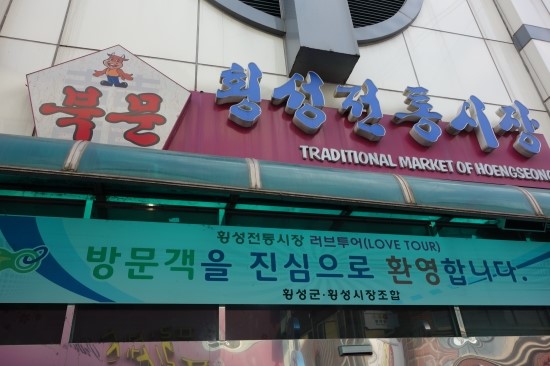 북문
횡성전통시장
TRADITIONAL MARKET OF HOENGSEONG
횡성전통시장 러브투어(LOVE TOUR)
방문객을 진심으로 환영합니다.
횡성군·횡성시장조합